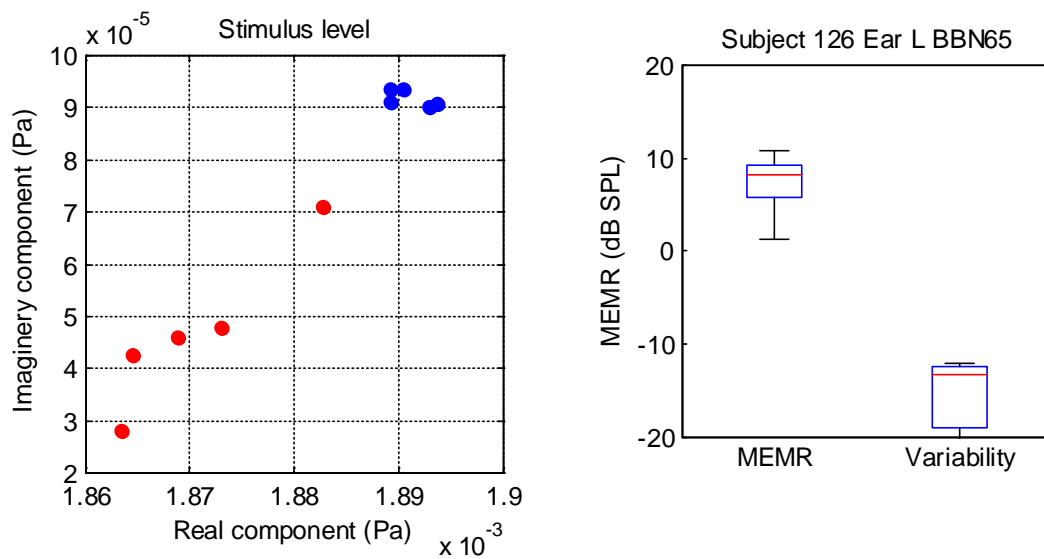 x 10^-5
Stimulus level
10
9
8
7
6
5
4
3
2
Imaginery component (Pa)
1.86
1.87
1.88
1.89
1.9
Real component (Pa)
x 10^-3
Subject 126 Ear L BBN65
20
10
0
-10
-20
MEMR (dB SPL)
MEMR
Variability